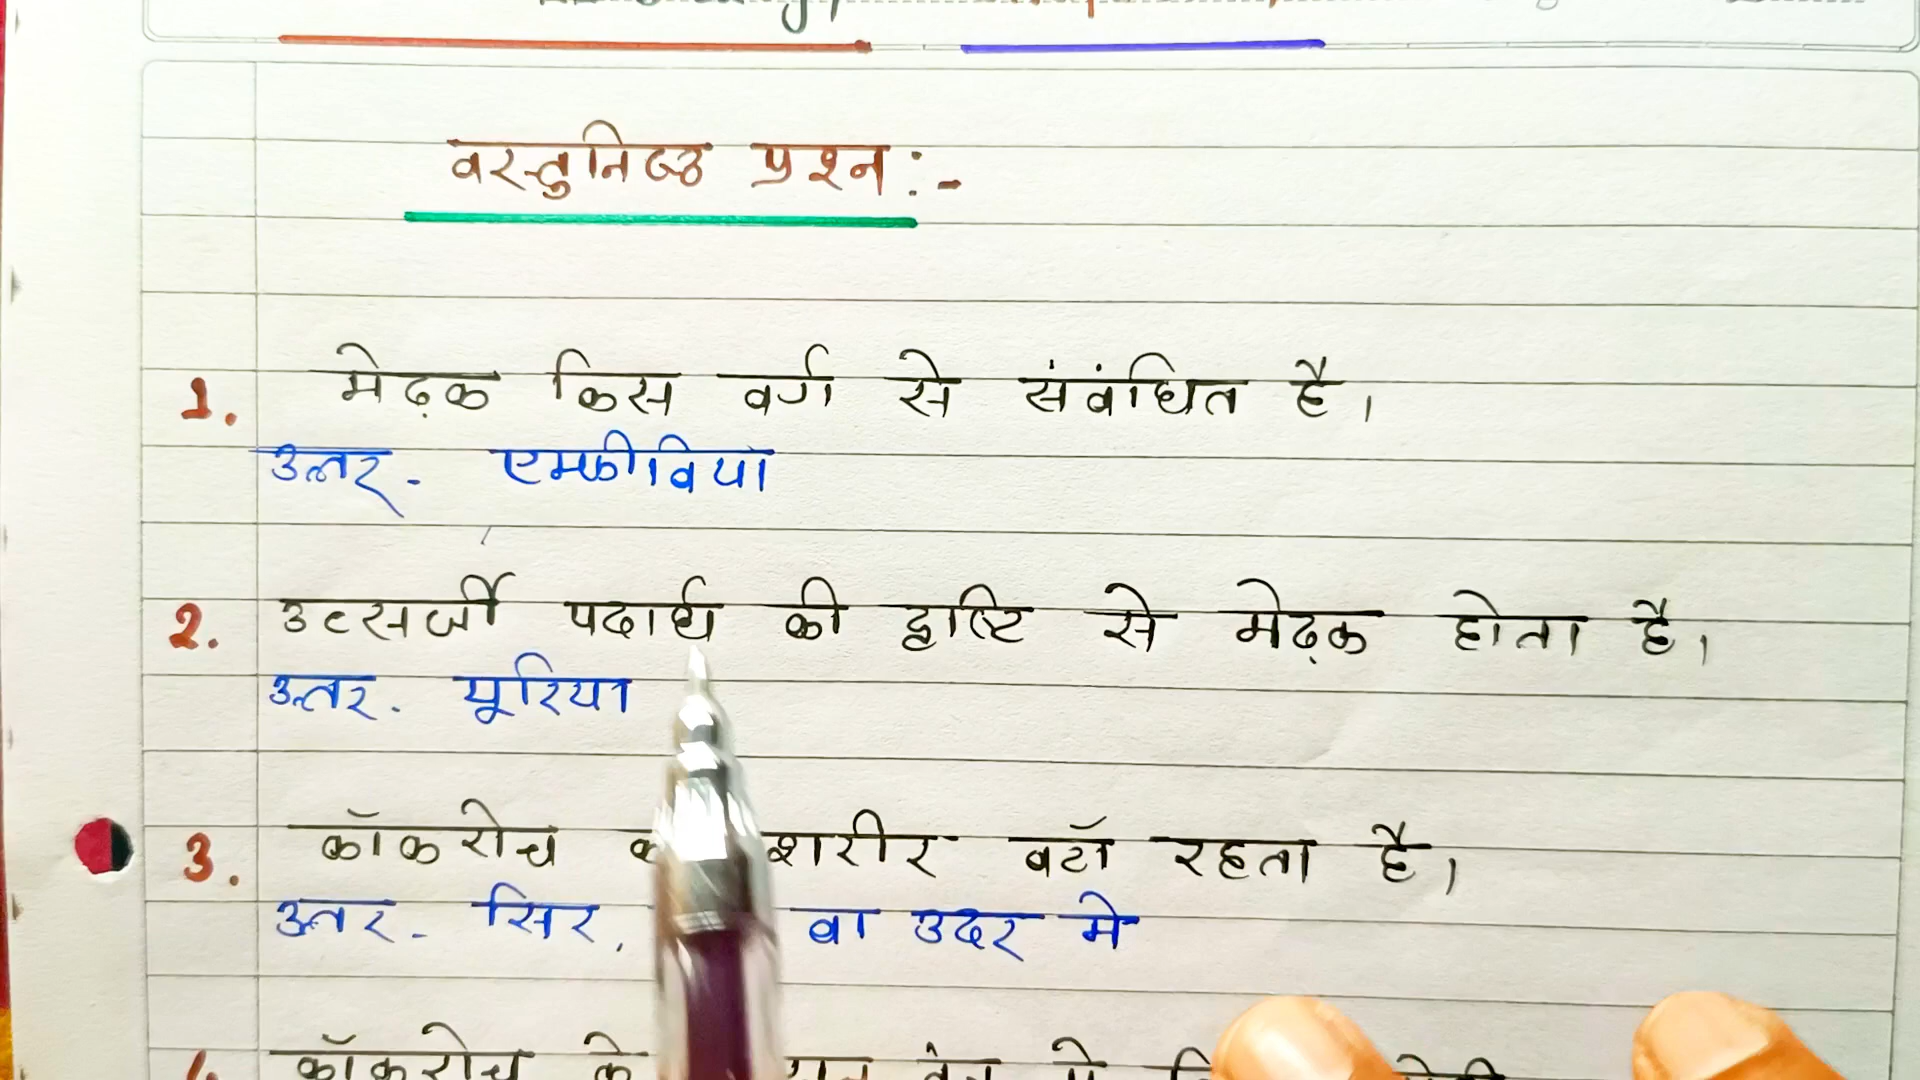 वस्तुनिष्ठ प्रश्न :-
1. मेढ़क किस वर्ग से संबंधित है।
उत्तर - एम्फीविया
2. उत्सर्जी पदार्थ की दृष्टि से मेढ़क होता है।
उत्तर - यूरिया
3. कॉकरोच शरीर बटाॅ रहता है।
उत्तर - सिर, वा उदर मे
कॉकरोच के